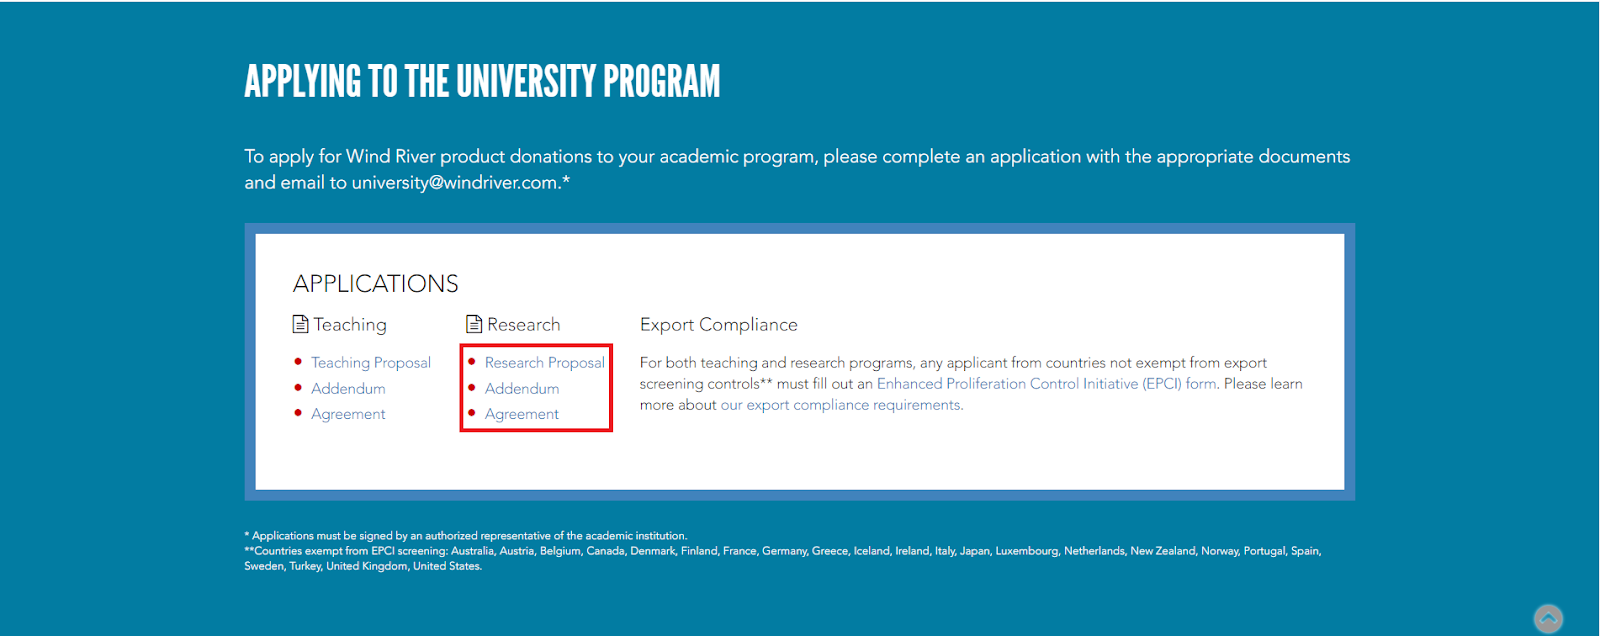 APPLYING TO THE UNIVERSITY PROGRAM
To apply for Wind River product donations to your academic program, please complete an application with the appropriate documents
and email to university@windriver.com.*
APPLICATIONS
Teaching
Teaching Proposal
Addendum
Agreement
Research
Research Proposal
Addendum
Agreement
Export Compliance
For both teaching and research programs, any applicant from countries not exempt from export
screening controls** must fill out an Enhanced Proliferation Control Initiative (EPCI) form. Please learn
more about our export compliance requirements.
* Applications must be signed by an authorized representative of the academic institution.
**Countries exempt from EPCI screening: Australia, Austria, Belgium, Canada, Denmark, Finland, France, Germany, Greece, Iceland, Ireland, Italy, Japan, Luxembourg, Netherlands, New Zealand, Norway, Portugal, Spain,
Sweden, Turkey, United Kingdom, United States.